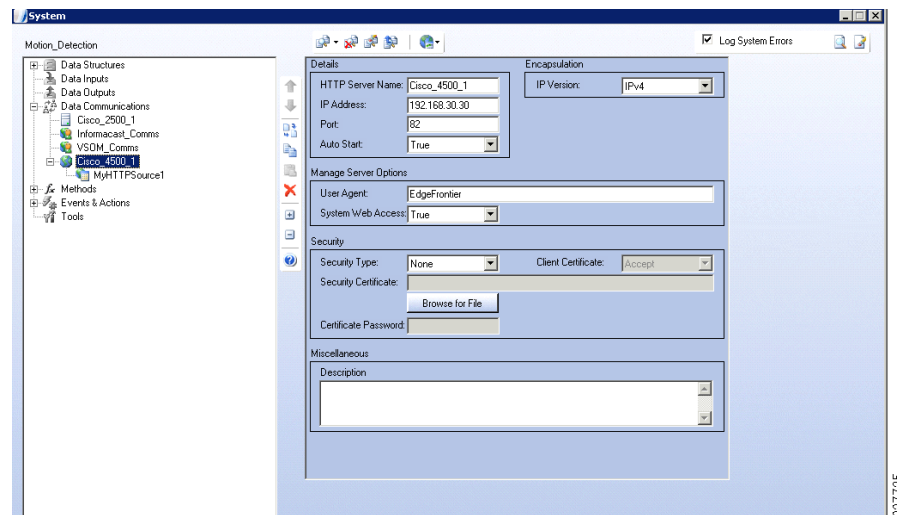 System
Motion_Detection
Log System Errors
Data Structures
Data Inputs
Data Outputs
Data Communications
Cisco_2500_1
Informacast_Comms
VSOM_Comms
Cisco_4500_1
MyHTTPSource1
Methods
Events & Actions
Tools
Details
HTTP Server Name: Cisco_4500_1
IP Address: 192.168.30.30
Port: 82
Auto Start: True
Encapsulation
IP Version: IPv4
Manage Server Options
User Agent: EdgeFrontier
System Web Access: True
Security
Security Type: None
Client Certificate: Accept
Security Certificate:
Browse for File
Certificate Password:
Miscellaneous
Description